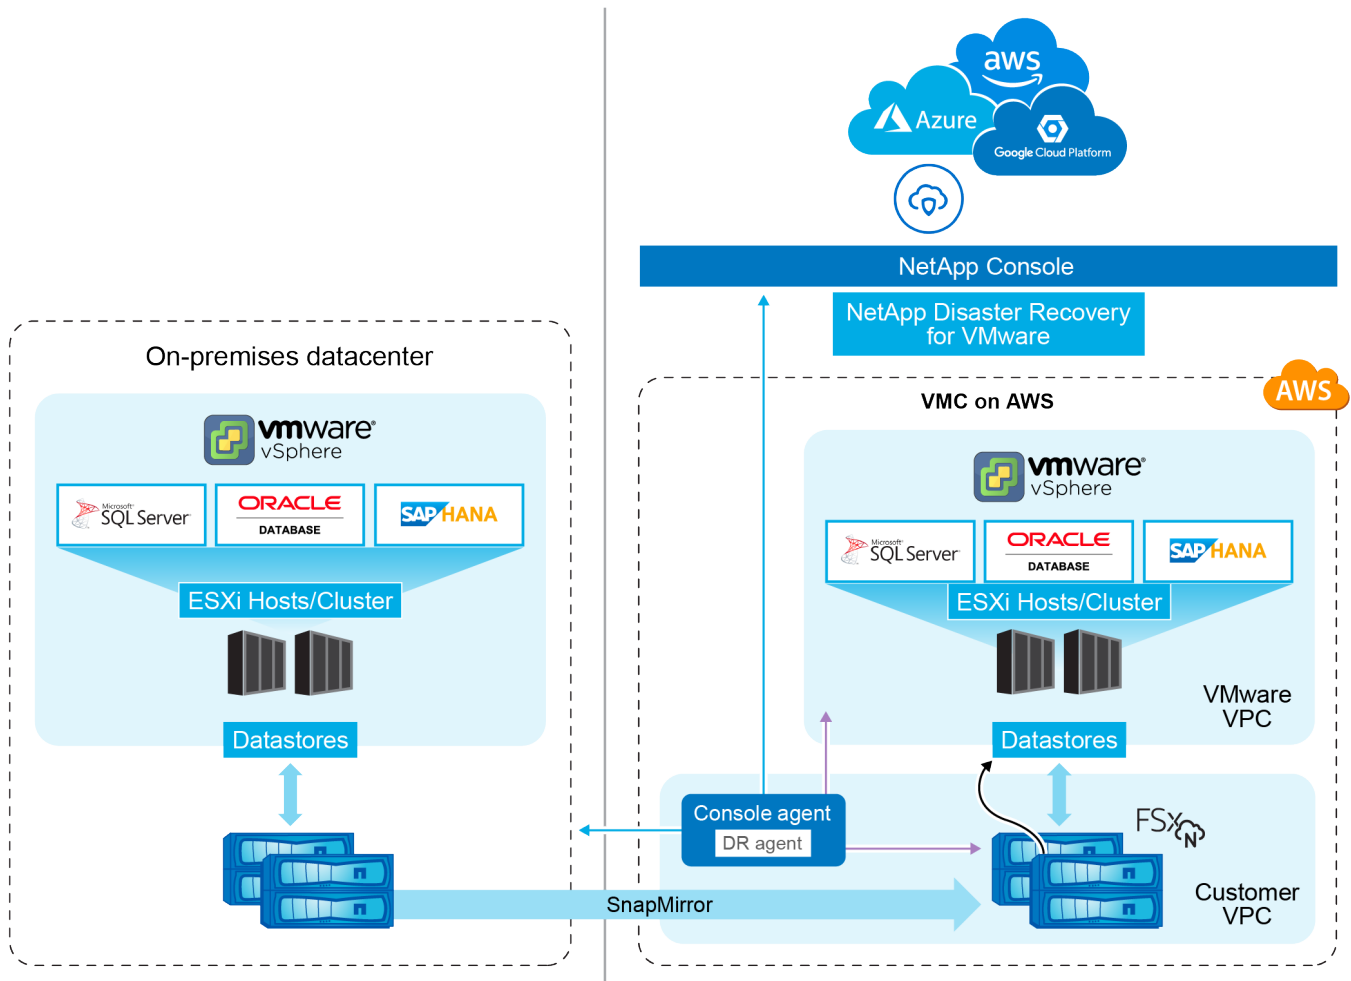 aws
Azure
Google Cloud Platform
NetApp Console
NetApp Disaster Recovery
for VMware
On-premises datacenter
vmware®
vSphere
Microsoft®
SQL Server
ORACLE
DATABASE
SAP HANA
ESXi Hosts/Cluster
Datastores
AWS
VMC on AWS
vmware®
vSphere
Microsoft®
SQL Server
ORACLE
DATABASE
SAP HANA
ESXi Hosts/Cluster
VMware
VPC
Datastores
Console agent
DR agent
FSx
N
SnapMirror
Customer
VPC